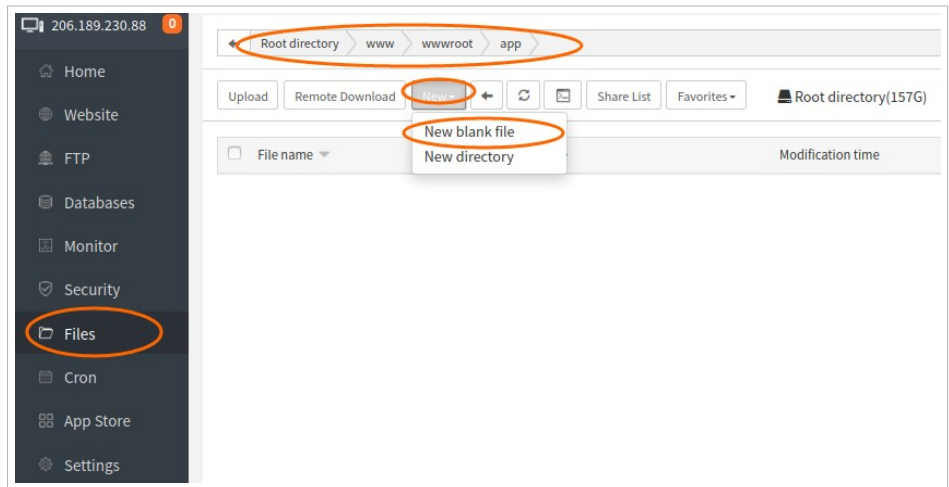 206.189.230.88 0
Root directory www wwwroot app
Home
Upload Remote Download New Share List Favorites Root directory(157G)
Website
New blank file
FTP
File name Modification time
New directory
Databases
Monitor
Security
Files
Cron
App Store
Settings